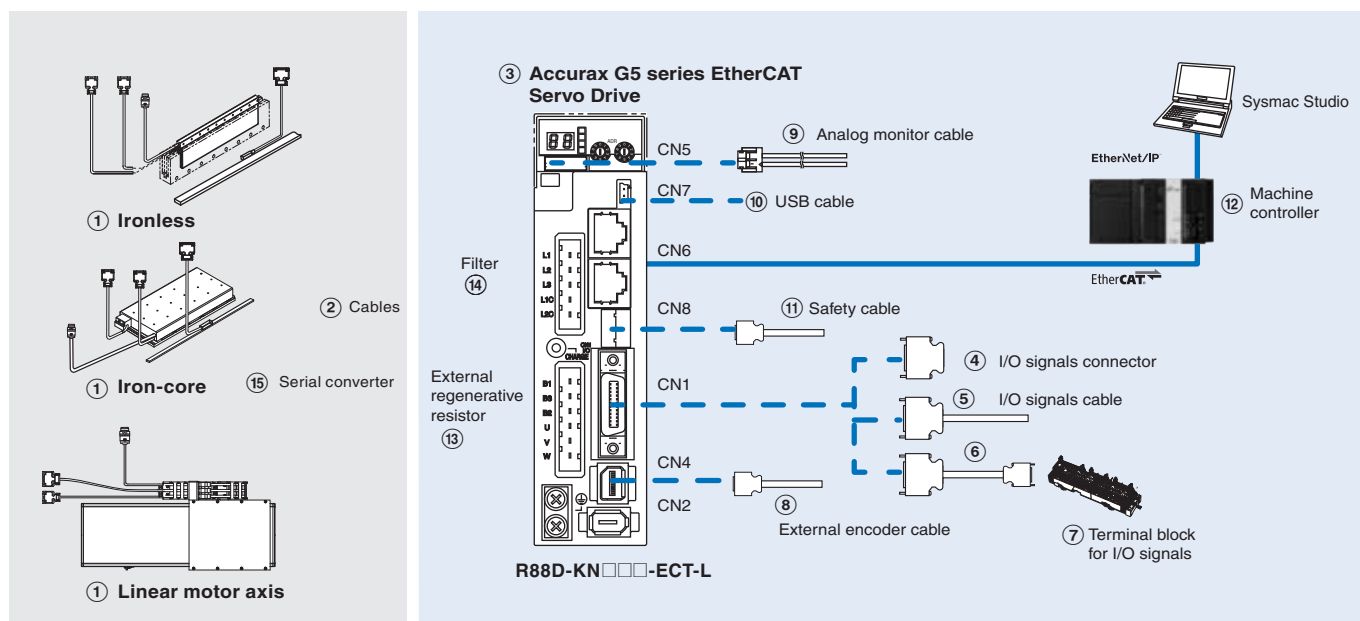 ① Ironless
① Iron-core
② Cables
⑮ Serial converter
① Linear motor axis
③ Accurax G5 series EtherCAT
Servo Drive
ADR
CN5
⑨ Analog monitor cable
CN7
⑩ USB cable
CN6
Sysmac Studio
EtherNet/IP
⑫ Machine
controller
EtherCAT
Filter
⑭
L1
L2
L3
L1C
L2C
CN8
⑪ Safety cable
CN1
I/O
CHARGE
External
regenerative
resistor
⑬
B1
B3
B2
U
V
W
CN1
④ I/O signals connector
⑤ I/O signals cable
⑥
CN4
CN2
⑧
External encoder cable
⑦ Terminal block
for I/O signals
R88D-KN□□□-ECT-L